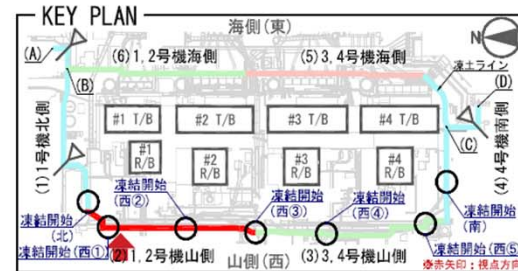 KEY PLAN
海側(東)
N
(A)
(6)1,2号機海側
(5)3,4号機海側
凍土ライン
(B)
(D)
(1)1号機北側
#1 T/B
#2 T/B
#3 T/B
#4 T/B
(C)
(4)4号機南側
#1
R/B
#2
R/B
#3
R/B
#4
R/B
凍結開始
(北)
凍結開始
(西①)
凍結開始
(西②)
凍結開始
(西③)
凍結開始
(西④)
凍結開始
(南)
凍結開始
(西⑤)
(2)1,2号機山側
山側(西)
(3)3,4号機山側
※赤矢印:視点方向